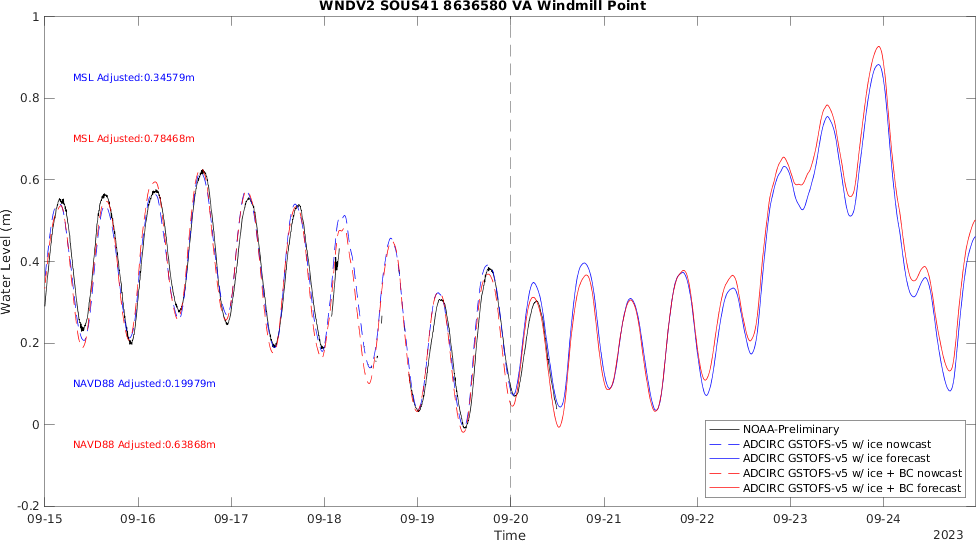 WNDV2 SOUS41 8636580 VA Windmill Point
1
0.8
0.6
0.4
0.2
0
-0.2
Water Level (m)
MSL Adjusted:0.34579m
MSL Adjusted:0.78468m
NAVD88 Adjusted:0.19979m
NAVD88 Adjusted:0.63868m
NOAA-Preliminary
ADCIRC GSTOFS-v5 w/ ice nowcast
ADCIRC GSTOFS-v5 w/ ice forecast
ADCIRC GSTOFS-v5 w/ ice + BC nowcast
ADCIRC GSTOFS-v5 w/ ice + BC forecast
09-15 09-16 09-17 09-18 09-19 09-20 09-21 09-22 09-23 09-24
Time
2023